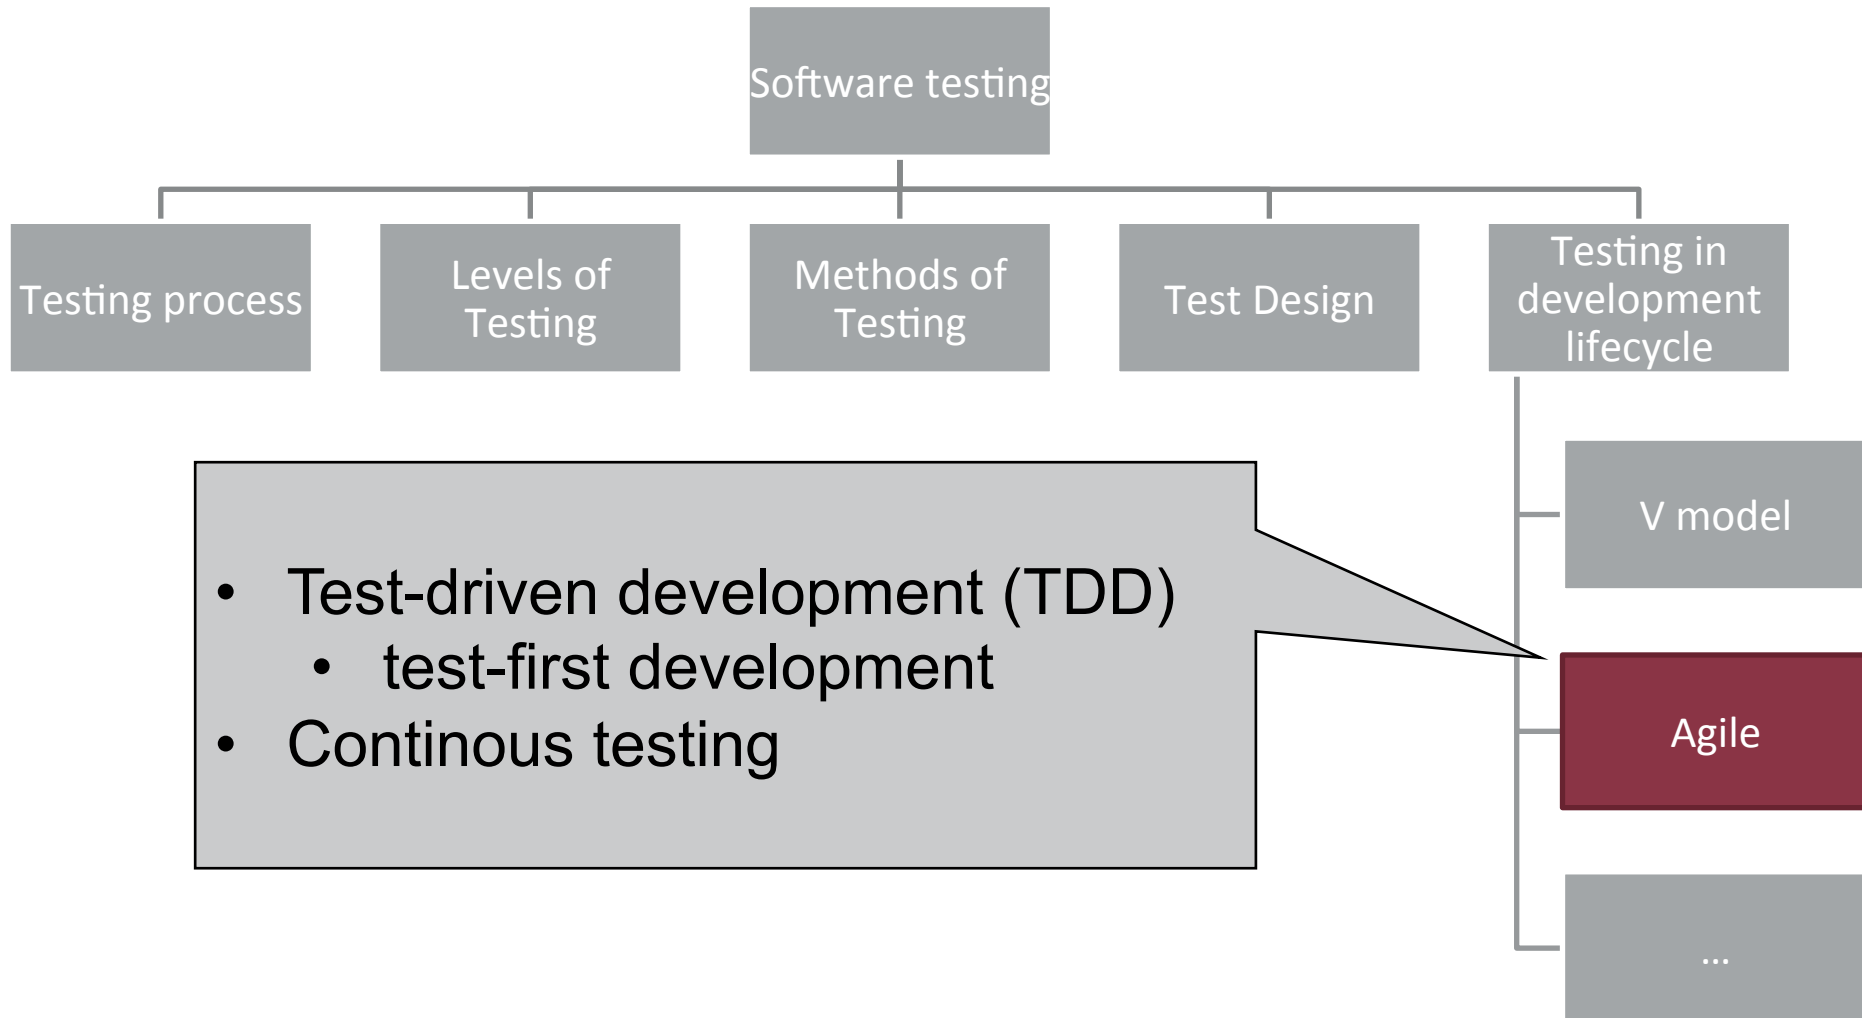 Software testing
Testing process
Levels of
Testing
Methods of
Testing
Test Design
Testing in
development
lifecycle
V model
• Test-driven development (TDD)
• test-first development
• Continous testing
Agile
...